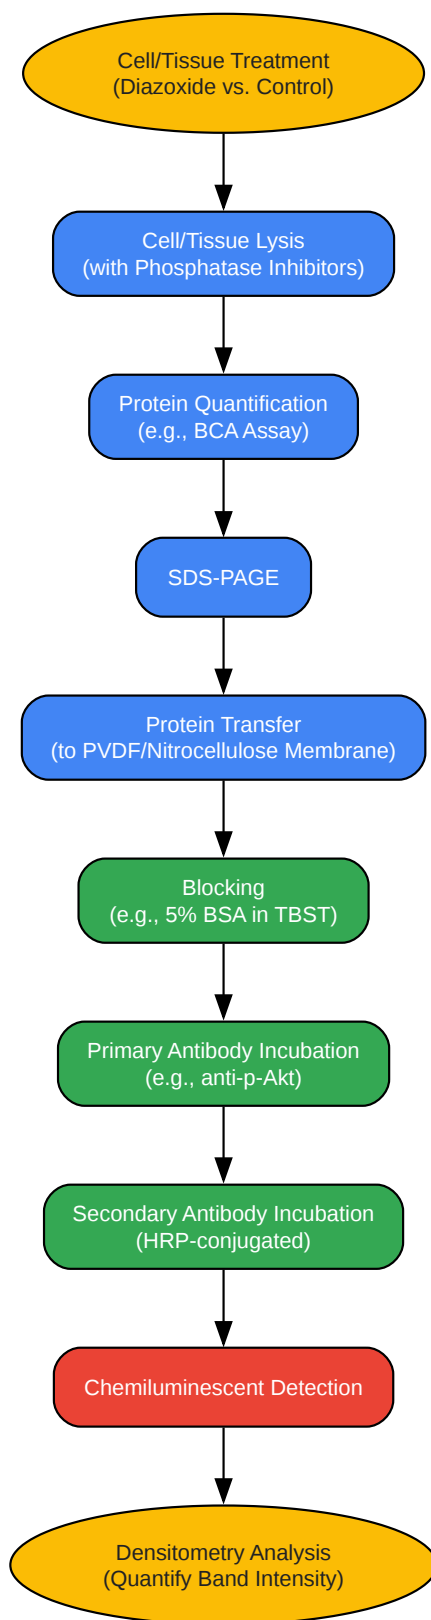 Cell/Tissue Treatment
(Diazoxide vs. Control)
Cell/Tissue Lysis
(with Phosphatase Inhibitors)
Protein Quantification
(e.g., BCA Assay)
SDS-PAGE
Protein Transfer
(to PVDF/Nitrocellulose Membrane)
Blocking
(e.g., 5% BSA in TBST)
Primary Antibody Incubation
(e.g., anti-p-Akt)
Secondary Antibody Incubation
(HRP-conjugated)
Chemiluminescent Detection
Densitometry Analysis
(Quantify Band Intensity)